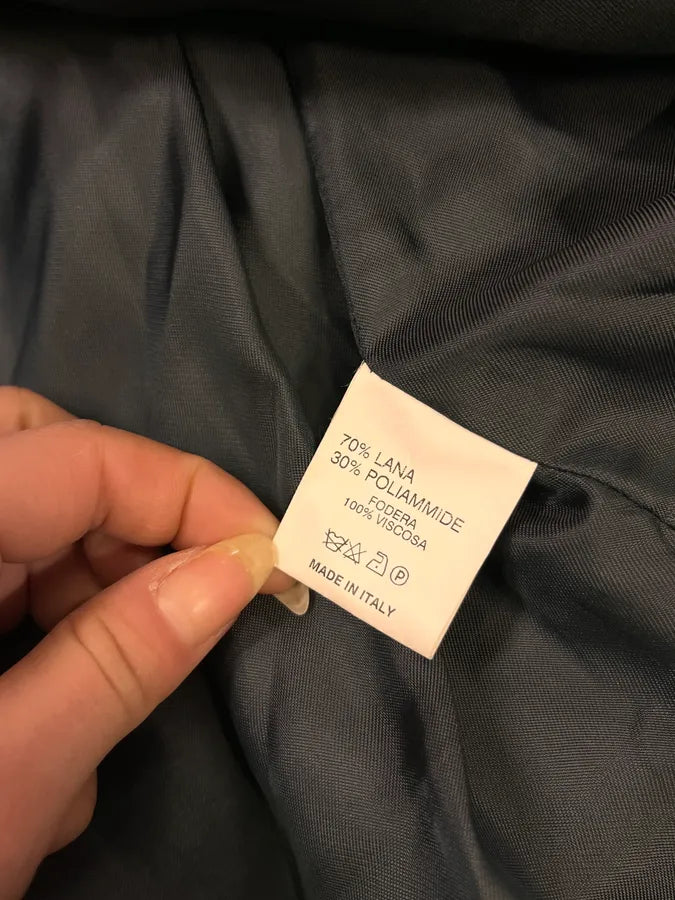 70% LANA
30% POLIAMMIDE
FODERA
100% VISCOSA
P
MADE IN ITALY